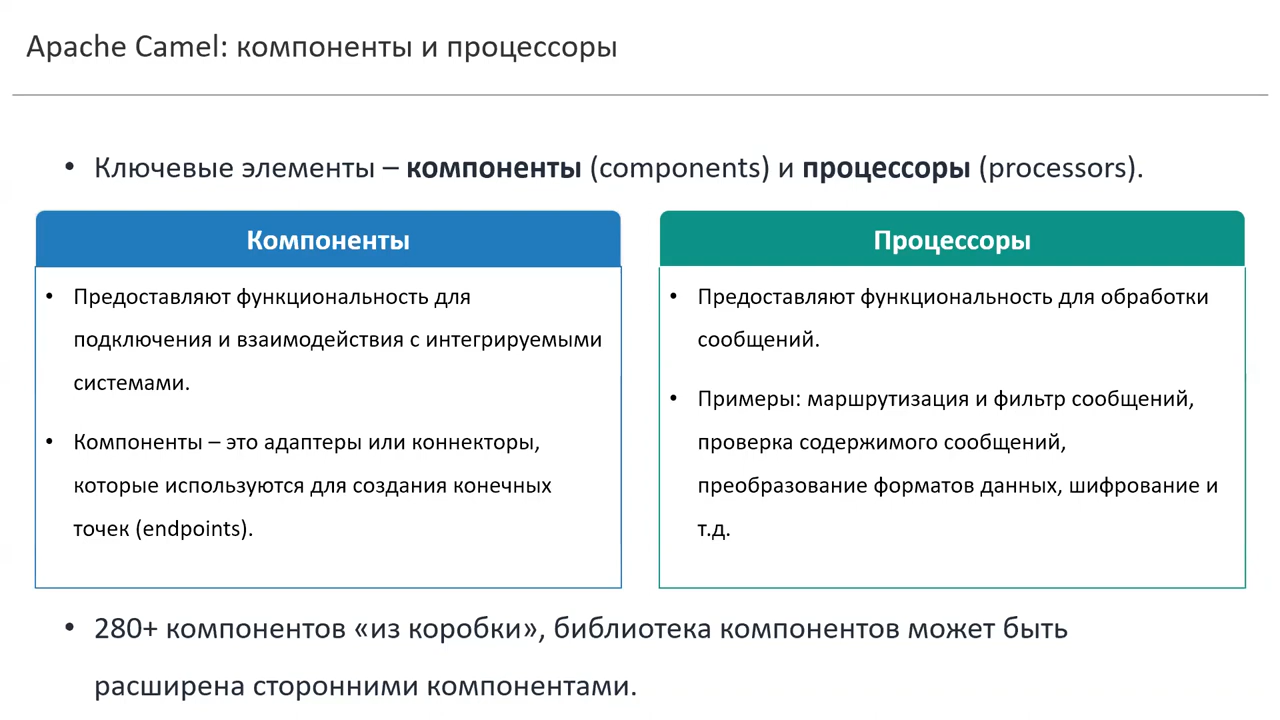 Apache Camel: компоненты и процессоры
• Ключевые элементы – компоненты (components) и процессоры (processors).
Компоненты
• Предоставляют функциональность для
подключения и взаимодействия с интегрируемыми
системами.
• Компоненты – это адаптеры или коннекторы,
которые используются для создания конечных
точек (endpoints).
Процессоры
• Предоставляют функциональность для обработки
сообщений.
• Примеры: маршрутизация и фильтр сообщений,
проверка содержимого сообщений,
преобразование форматов данных, шифрование и
т.д.
• 280+ компонентов «из коробки», библиотека компонентов может быть
расширена сторонними компонентами.